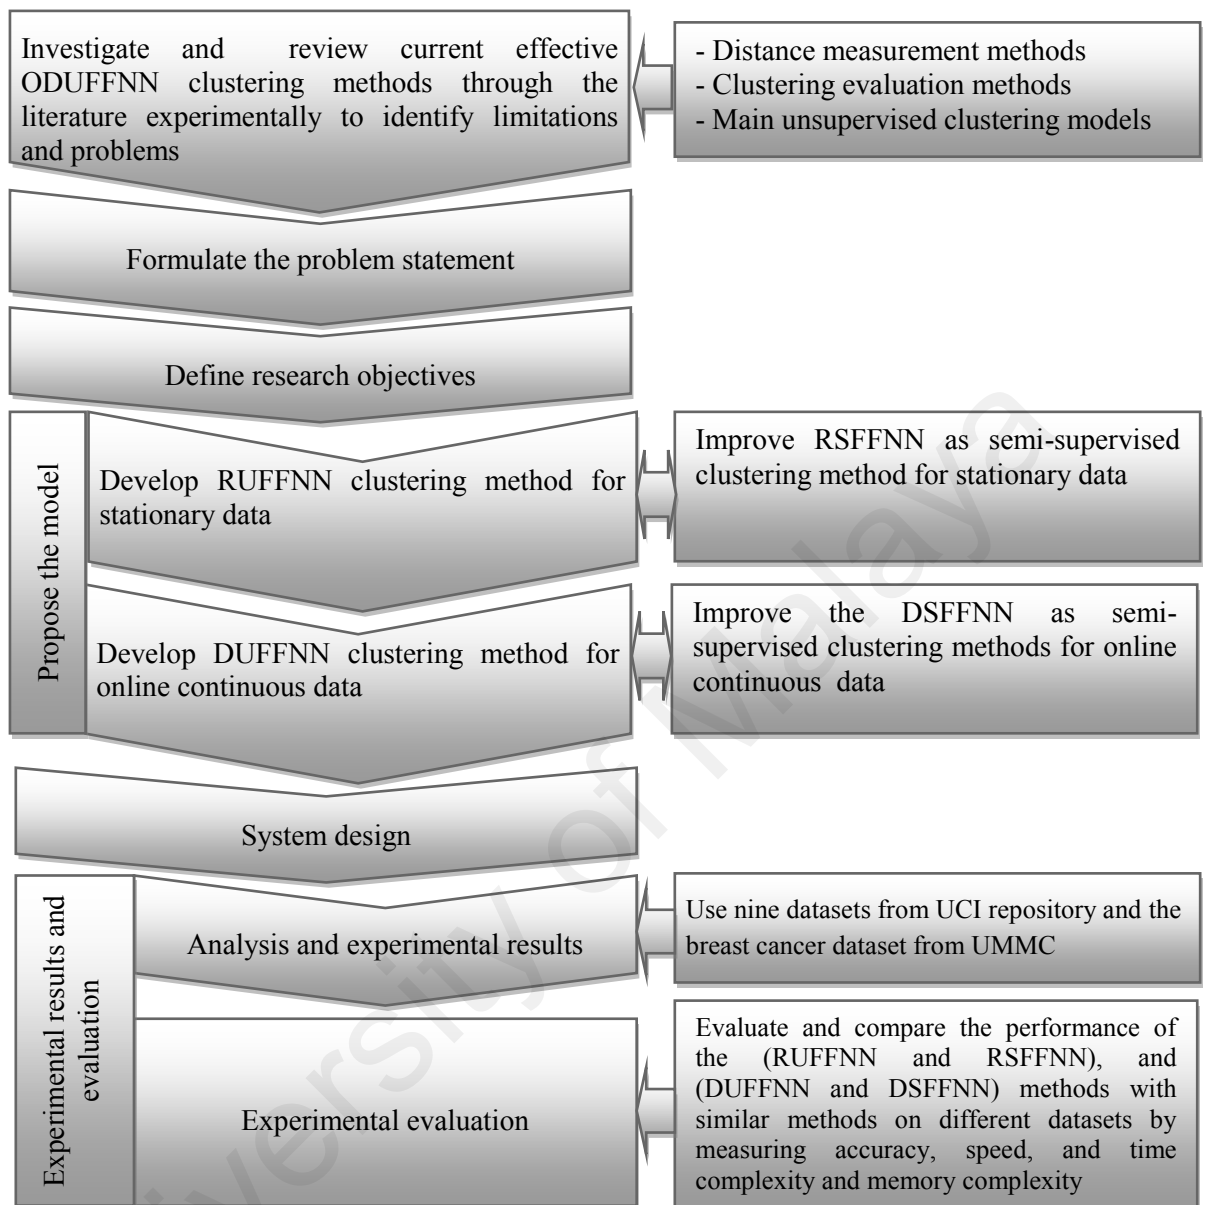 Investigate and review current effective
ODUFFNN clustering methods through the
literature experimentally to identify limitations
and problems
- Distance measurement methods
- Clustering evaluation methods
- Main unsupervised clustering models
Formulate the problem statement
Define research objectives
Propose the model
Develop RUFFNN clustering method for
stationary data
Improve RSFFNN as semi-supervised
clustering method for stationary data
Develop DUFFNN clustering method for
online continuous data
Improve the DSFFNN as semi-
supervised clustering methods for online
continuous data
System design
Experimental results and
evaluation
Analysis and experimental results
Use nine datasets from UCI repository and the
breast cancer dataset from UMMC
Experimental evaluation
Evaluate and compare the performance of
the (RUFFNN and RSFFNN), and
(DUFFNN and DSFFNN) methods with
similar methods on different datasets by
measuring accuracy, speed, and time
complexity and memory complexity
versity of Malaya